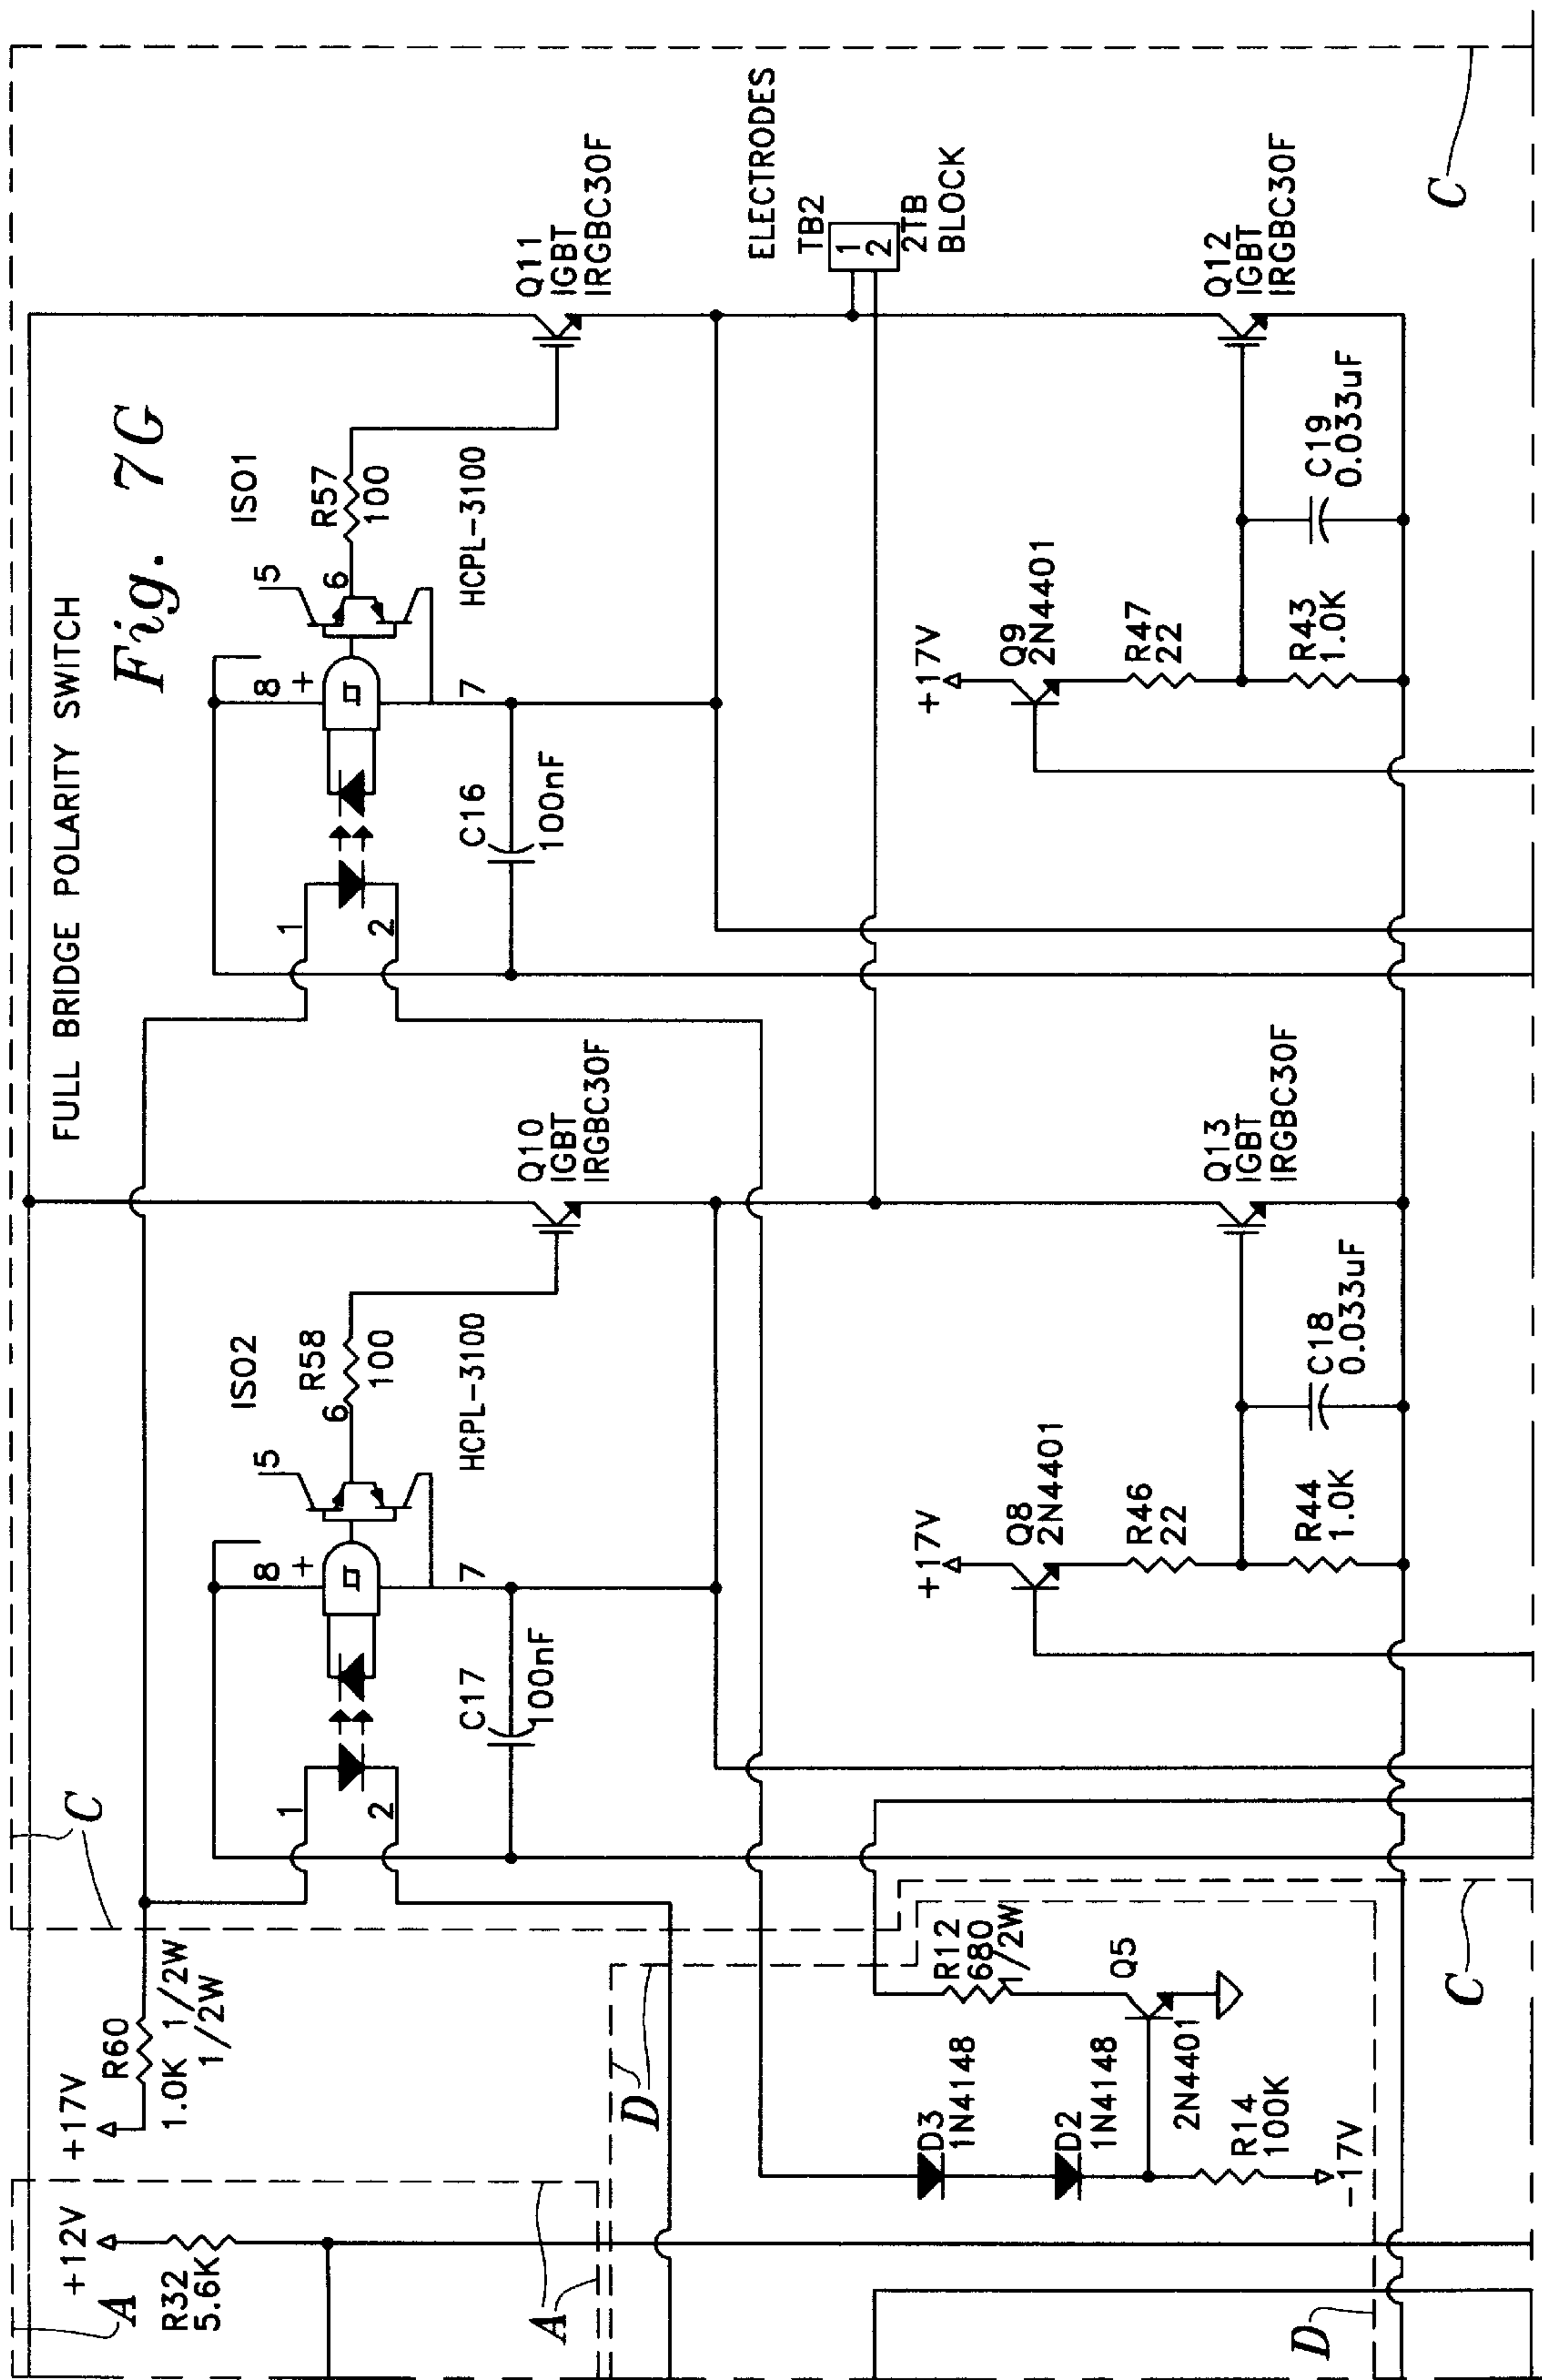 FULL BRIDGE POLARITY SWITCH
Fig. 7G
+12V
R32
5.6K
A
A
+17V
R60
1.0K 1/2W
1/2W
C
ISO2
1
2
8
+
5
6
7
R58
100
HCPL-3100
C17
100nF
Q10
IGBT
IRGBC30F
ISO1
1
2
8
+
5
6
7
R57
100
HCPL-3100
C16
100nF
Q11
IGBT
IRGBC30F
ELECTRODES
TB2
1
2
2TB
BLOCK
D
D3
1N4148
D2
1N4148
R12
680
1/2W
Q5
2N4401
R14
100K
-17V
D
C
+17V
Q8
2N4401
R46
22
R44
1.0K
C18
0.033uF
Q13
IGBT
IRGBC30F
+17V
Q9
2N4401
R47
22
R43
1.0K
C19
0.033uF
Q12
IGBT
IRGBC30F
C